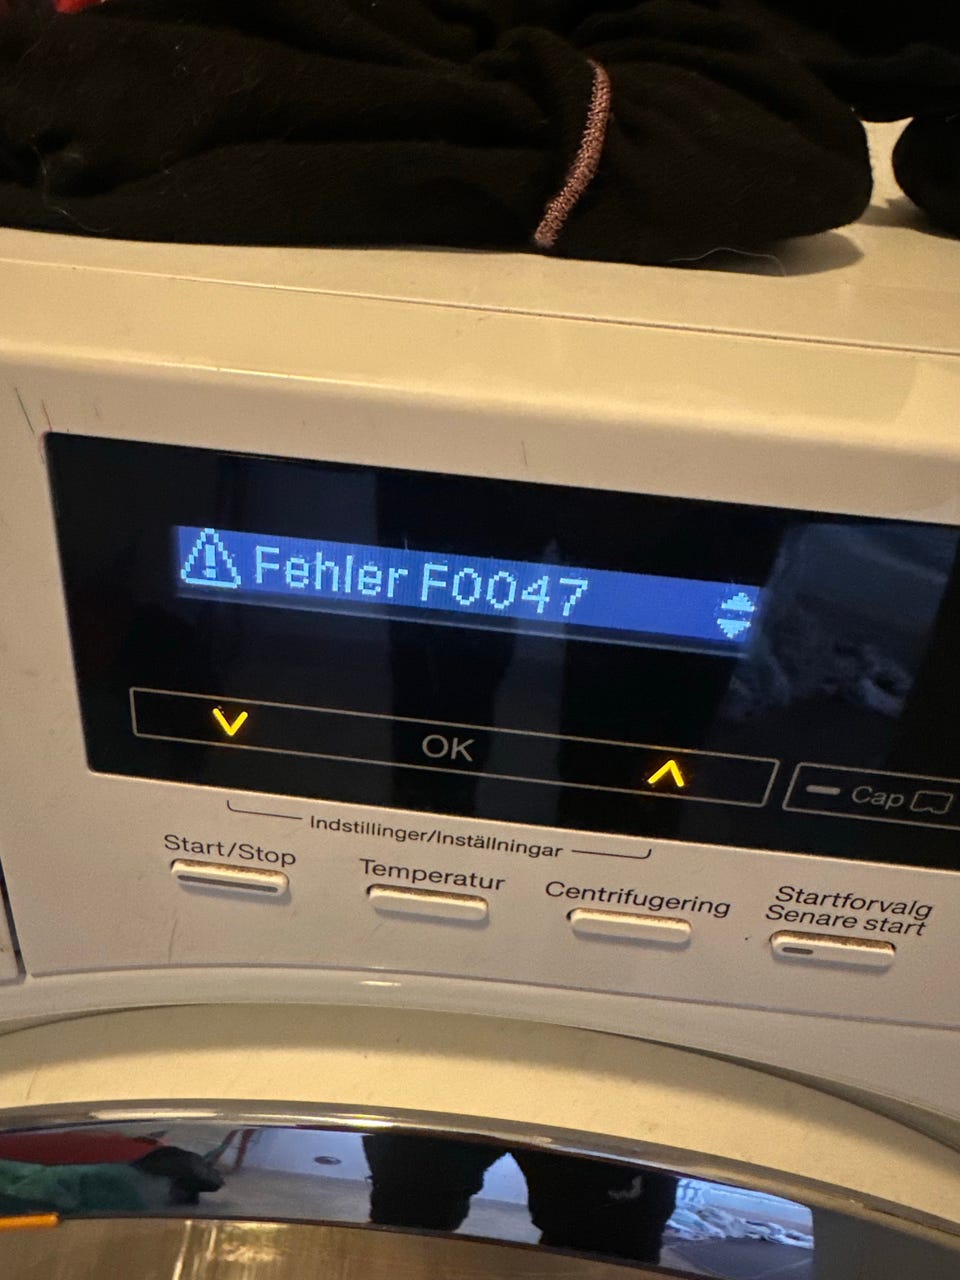 Fehler F0047
OK
Cap
Indstillinger/Inställningar
Start/Stop
Temperatur
Centrifugering
Startforvalg
Senare start